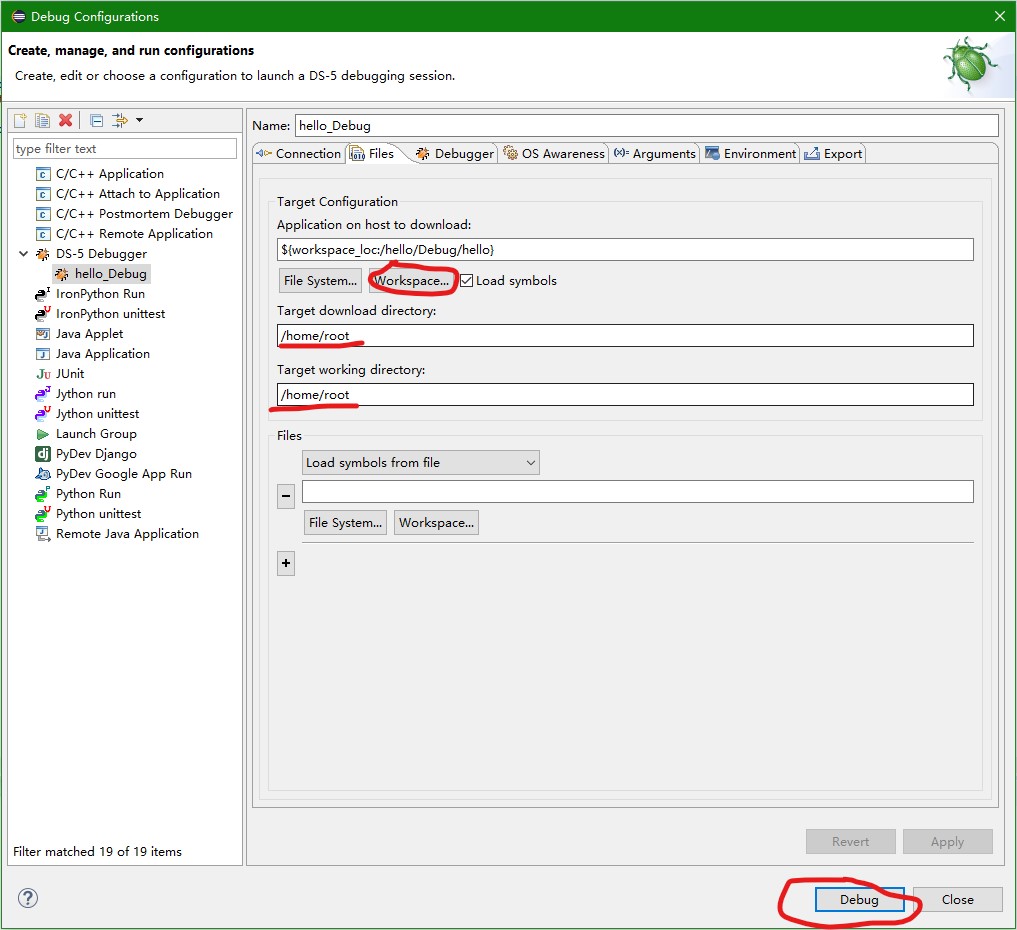 Debug Configurations
Create, manage, and run configurations
Create, edit or choose a configuration to launch a DS-5 debugging session.
type filter text
C/C++ Application
C/C++ Attach to Application
C/C++ Postmortem Debugger
C/C++ Remote Application
DS-5 Debugger
hello_Debug
IronPython Run
IronPython unittest
Java Applet
Java Application
JUnit
Jython run
Jython unittest
Launch Group
PyDev Django
PyDev Google App Run
Python Run
Python unittest
Remote Java Application
Filter matched 19 of 19 items
Name: hello_Debug
Connection Files Debugger OS Awareness Arguments Environment Export
Target Configuration
Application on host to download:
${workspace_loc:/hello/Debug/hello}
File System... Workspace... Load symbols
Target download directory:
/home/root
Target working directory:
/home/root
Files
Load symbols from file
File System... Workspace...
Revert Apply
Debug Close